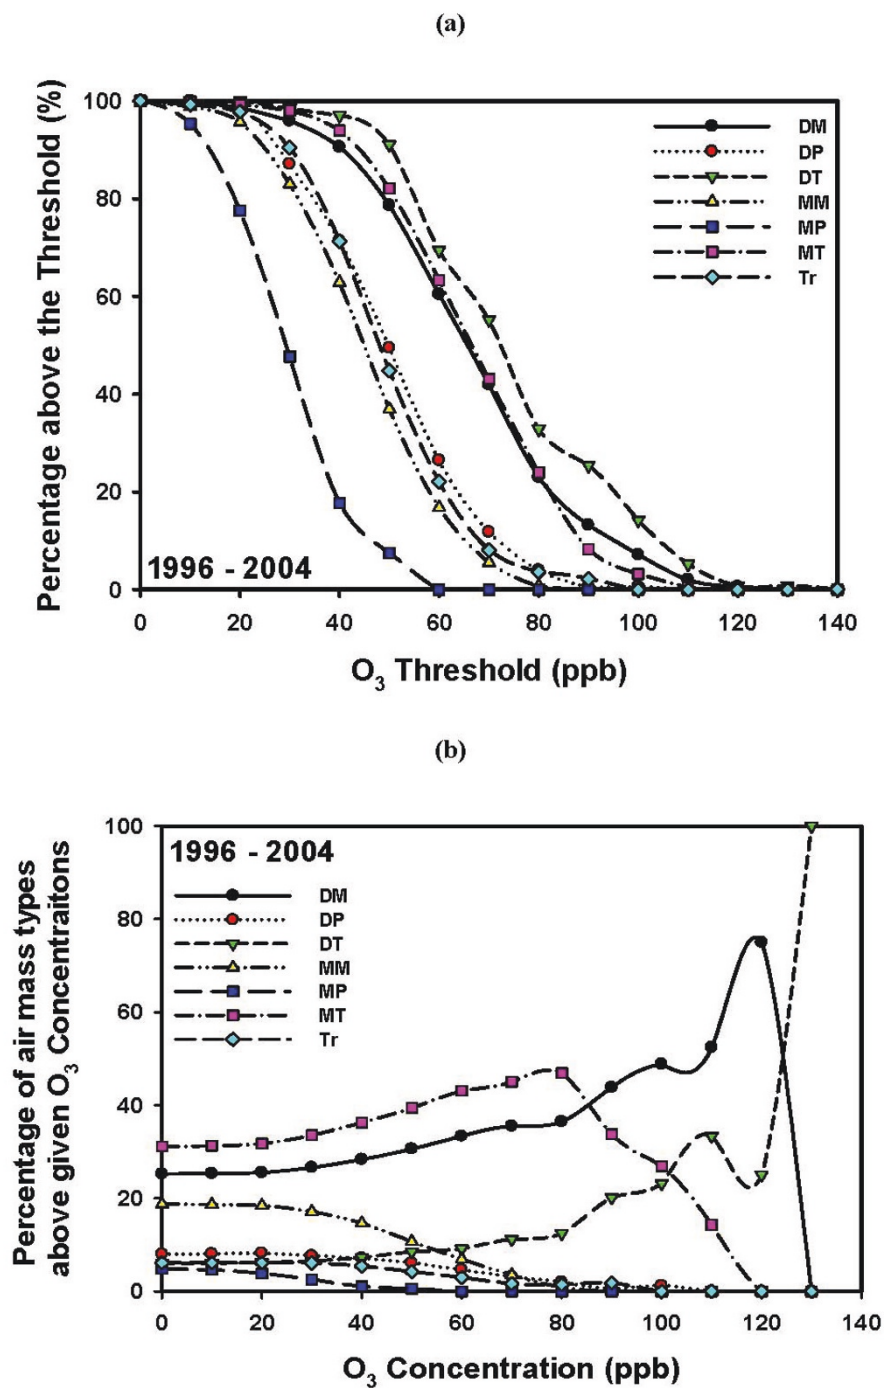 (a)
Percentage above the Threshold (%)
100
80
60
40
20
0
DM
DP
DT
MM
MP
MT
Tr
1996 - 2004
0 20 40 60 80 100 120 140
O₃ Threshold (ppb)
(b)
Percentage of air mass types
above given O₃ Concentraitons
100
80
60
40
20
0
1996 - 2004
DM
DP
DT
MM
MP
MT
Tr
0 20 40 60 80 100 120 140
O₃ Concentration (ppb)